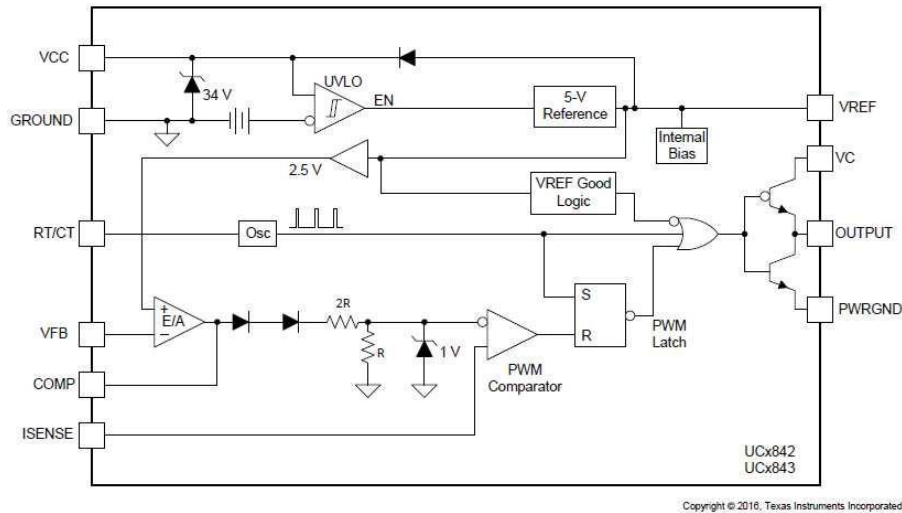 VCC
UVLO
34 V
EN
5-V
Reference
GROUND
VREF
Internal
Bias
2.5 V
VC
VREF Good
Logic
RT/CT
Osc
OUTPUT
S
R
PWM
Latch
+
E/A
−
2R
R
1 V
VFB
PWRGND
PWM
Comparator
COMP
ISENSE
UCx842
UCx843
Copyright © 2016, Texas Instruments Incorporated